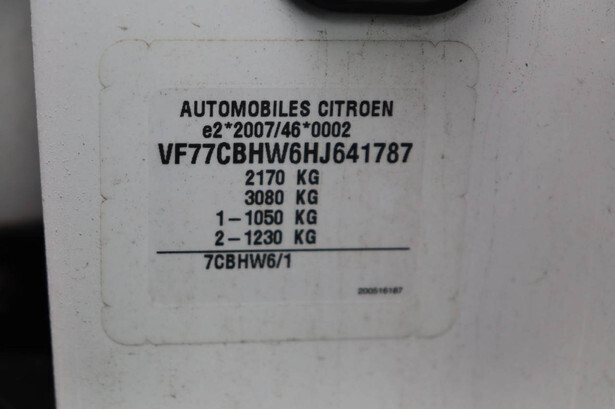 AUTOMOBILES CITROEN
e2*2007/46*0002
VF77CBHW6HJ641787
2170 KG
3080 KG
1-1050 KG
2-1230 KG
7CBHW6/1